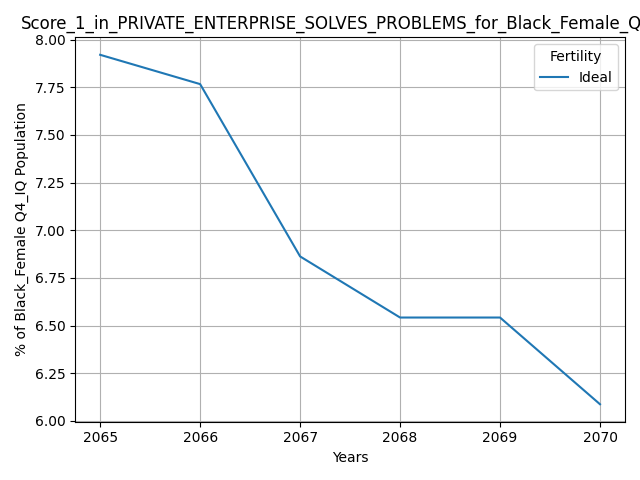 Score_1_in_PRIVATE_ENTERPRISE_SOLVES_PROBLEMS_for_Black_Female_Q
8.00
7.75
7.50
7.25
7.00
6.75
6.50
6.25
6.00
% of Black_Female Q4_IQ Population
Fertility
Ideal
2065 2066 2067 2068 2069 2070
Years